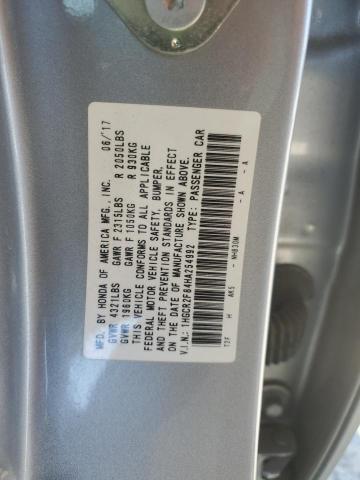 MFD. BY HONDA OF AMERICA MFG., INC. 06/'17
GVWR 4321LBS GAWR F 2315LBS R 2050LBS
GVWR 1960KG GAWR F 1050KG R 930KG
THIS VEHICLE CONFORMS TO ALL APPLICABLE
FEDERAL MOTOR VEHICLE SAFETY, BUMPER,
AND THEFT PREVENTION STANDARDS IN EFFECT
ON THE DATE OF MANUFACTURE SHOWN ABOVE.
V.I.N.: 1HGCR2F84HA254992 TYPE: PASSENGER CAR
T2F H AK5 - NH830M - A - A